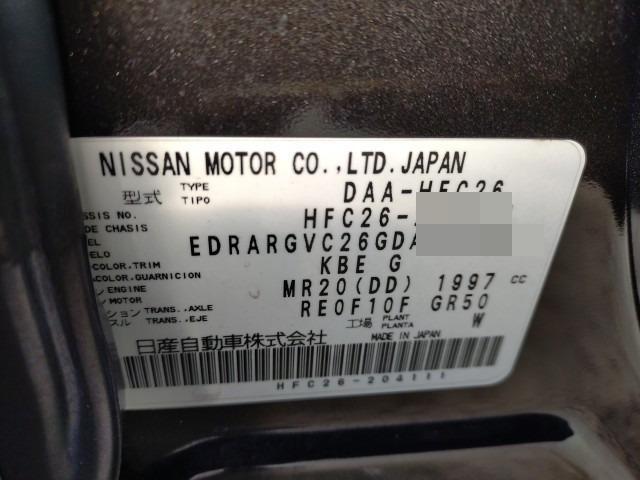 NISSAN MOTOR CO.,LTD.JAPAN
型式 TYPE TIPO DAA-HFC26
SSIS NO. DE CHASIS HFC26-
EL ELO EDRARGVC26GDA
COLOR,TRIM COLOR,GUARNICION KBE G
ン ENGINE MOTOR MR20(DD) 1997 cc
ション TRANS.,AXLE スル TRANS.,EJE RE0F10F GR50
工場 PLANT PLANTA W
日産自動車株式会社 MADE IN JAPAN
HFC26-204111